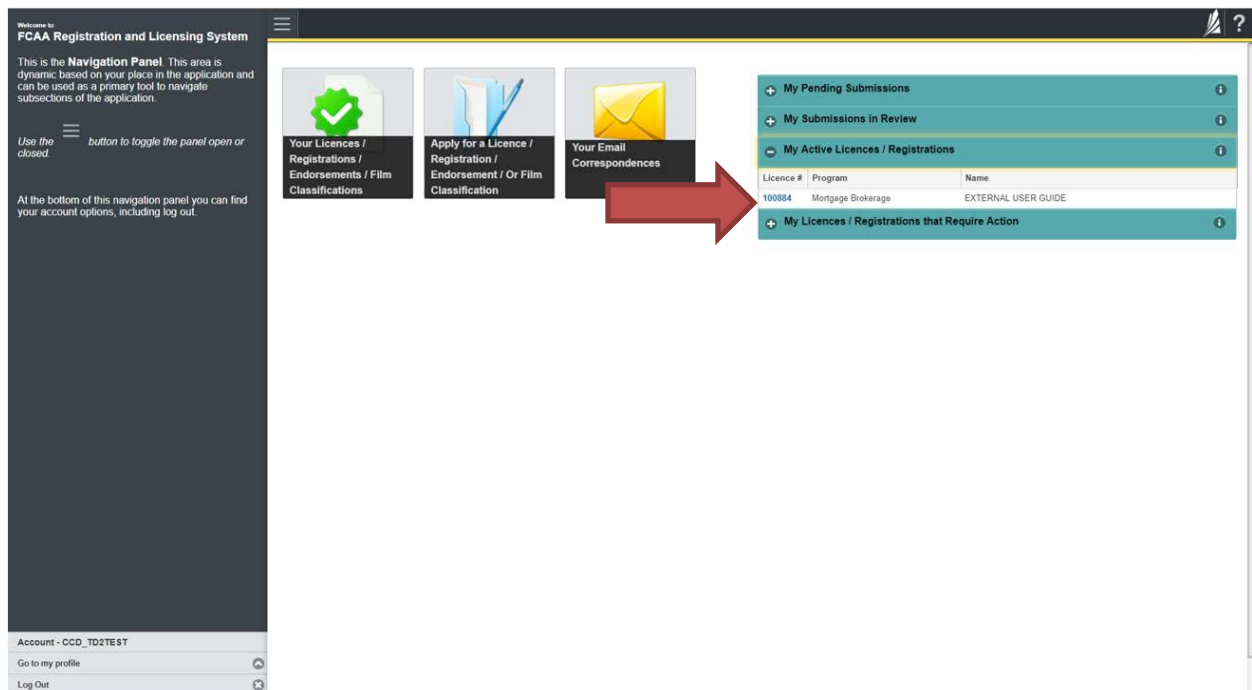 Welcome to
FCAA Registration and Licensing System
This is the Navigation Panel. This area is
dynamic based on your place in the application and
can be used as a primary tool to navigate
subsections of the application.
Use the button to toggle the panel open or
closed.
At the bottom of this navigation panel you can find
your account options, including log out.
Account - CCD_TD2TEST
Go to my profile
Log Out
?
Your Licences /
Registrations /
Endorsements / Film
Classifications
Apply for a Licence /
Registration /
Endorsement / Or Film
Classification
Your Email
Correspondences
My Pending Submissions
My Submissions in Review
My Active Licences / Registrations
Licence # Program Name
100884 Mortgage Brokerage EXTERNAL USER GUIDE
My Licences / Registrations that Require Action